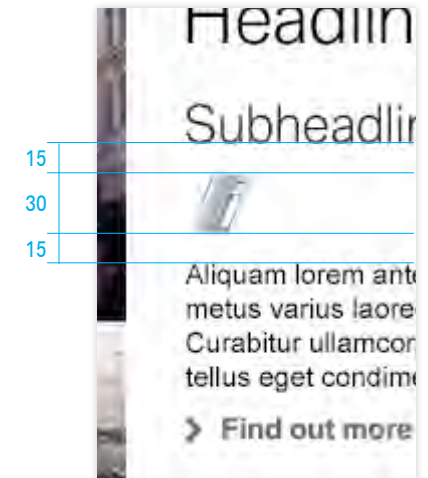 Headlin
Subheadlin
15
30
15
Aliquam lorem ante
metus varius laore
Curabitur ullamcor
tellus eget condime
Find out more